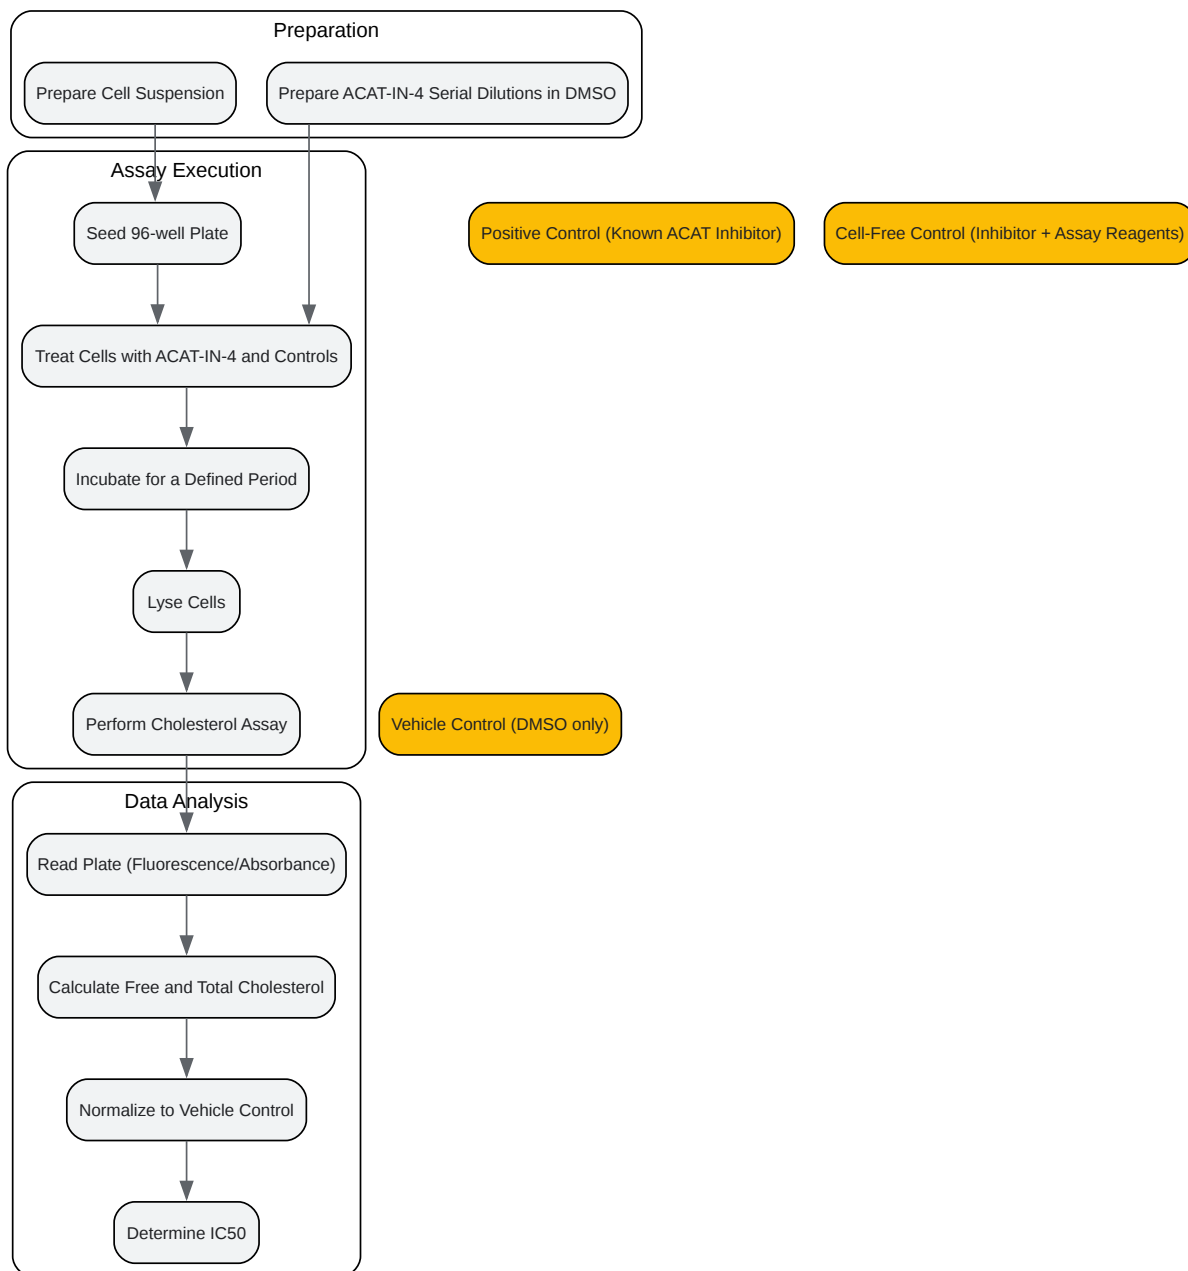 Preparation
Prepare Cell Suspension
Prepare ACAT-IN-4 Serial Dilutions in DMSO
Assay Execution
Seed 96-well Plate
Positive Control (Known ACAT Inhibitor)
Cell-Free Control (Inhibitor + Assay Reagents)
Treat Cells with ACAT-IN-4 and Controls
Incubate for a Defined Period
Lyse Cells
Perform Cholesterol Assay
Vehicle Control (DMSO only)
Data Analysis
Read Plate (Fluorescence/Absorbance)
Calculate Free and Total Cholesterol
Normalize to Vehicle Control
Determine IC50